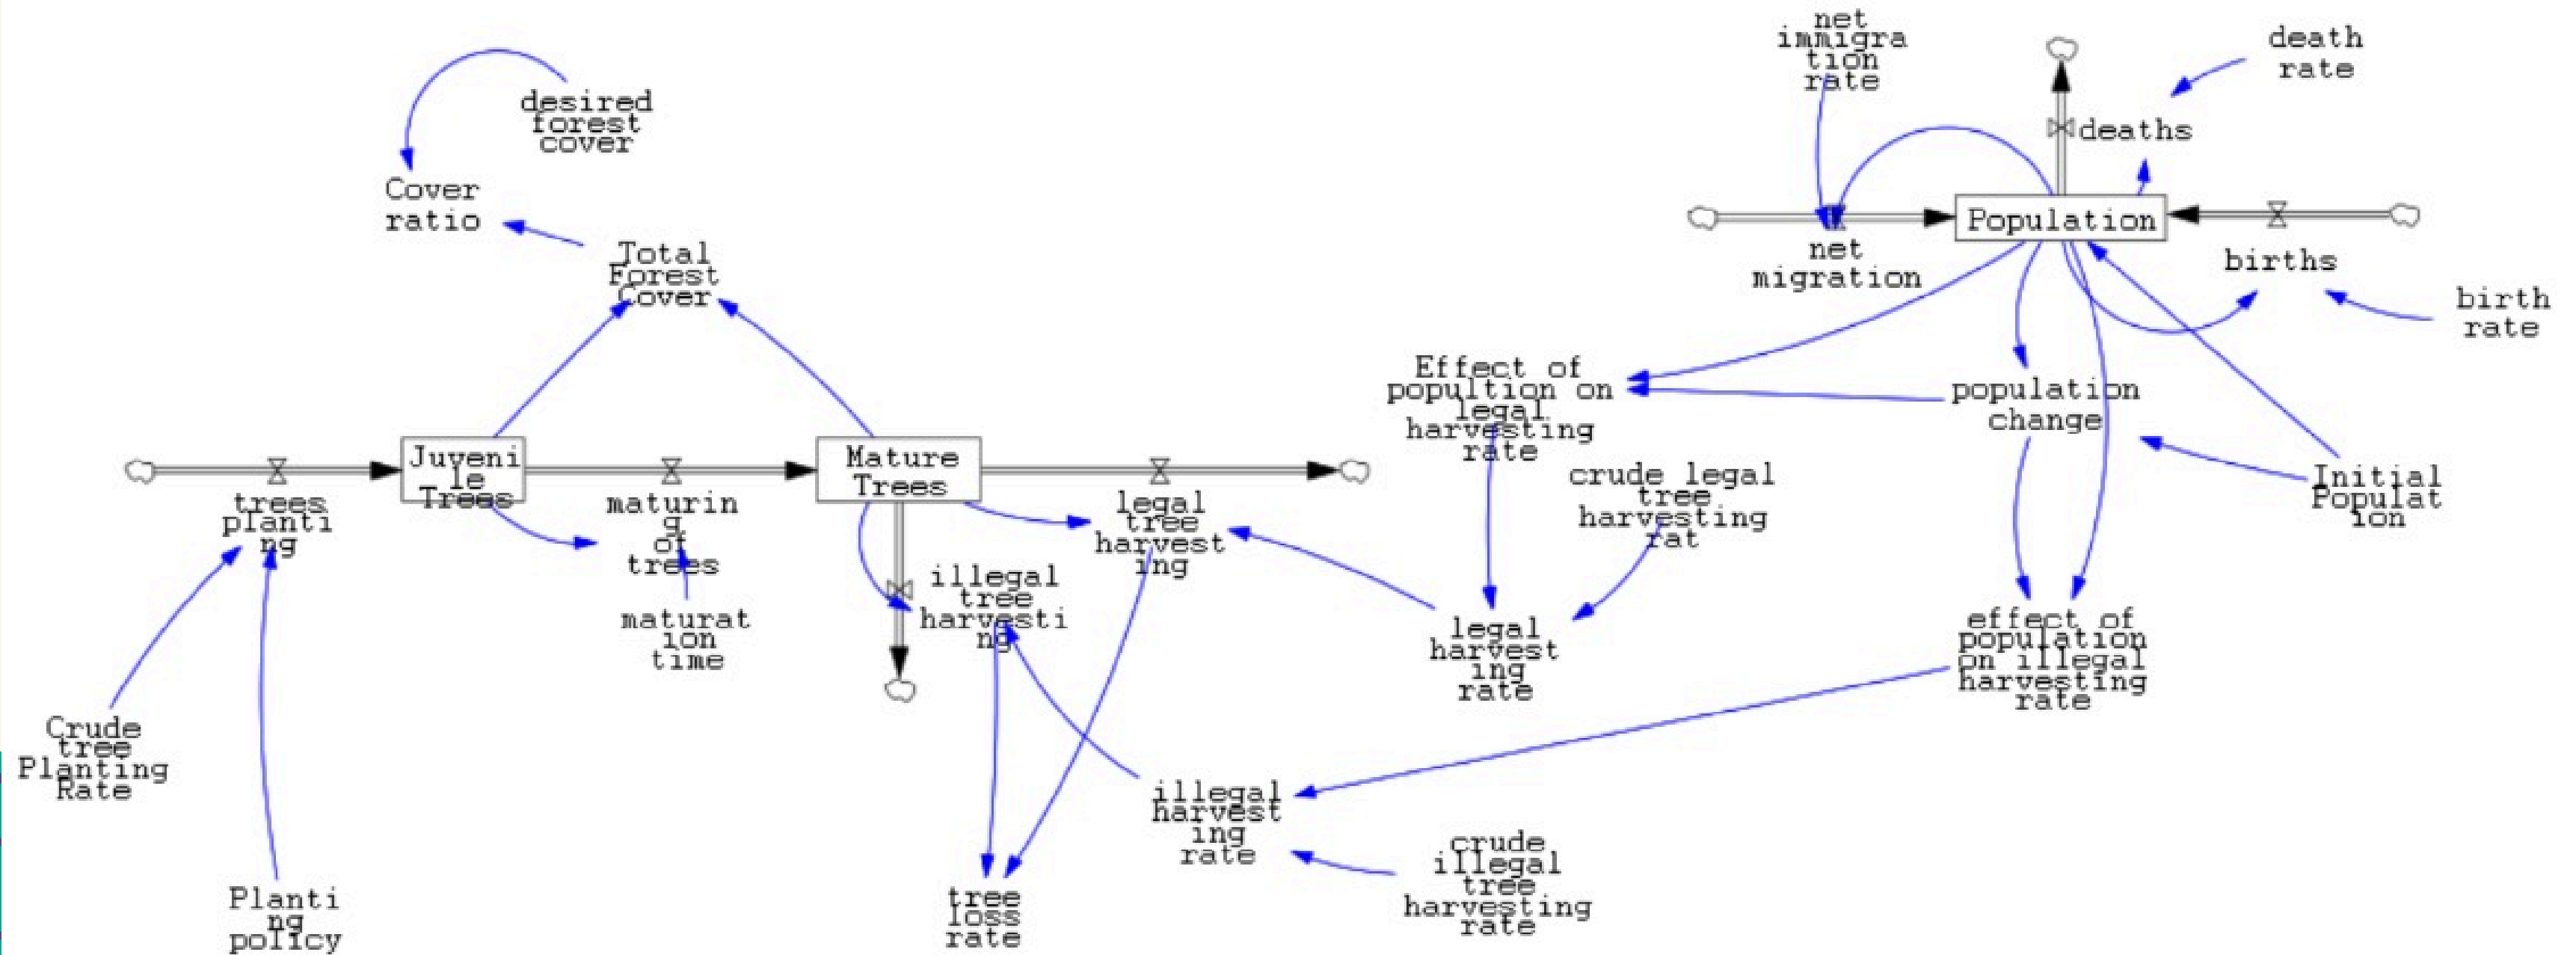 net
immigra
tion
rate
death
rate
desired
forest
cover
deaths
Cover
ratio
Population
Total
Forest
Cover
net
migration
births
birth
rate
Effect of
popultion on
legal
harvesting
rate
population
change
Juveni
le
Trees
Mature
Trees
crude legal
tree
harvesting
rat
Initial
Populat
ion
trees
planti
ng
maturin
g
of
trees
legal
tree
harvest
ing
illegal
tree
harvesti
ng
maturat
ion
time
legal
harvest
ing
rate
effect of
population
on illegal
harvesting
rate
Crude
tree
Planting
Rate
illegal
harvest
ing
rate
crude
illegal
tree
harvesting
rate
Planti
ng
policy
tree
loss
rate